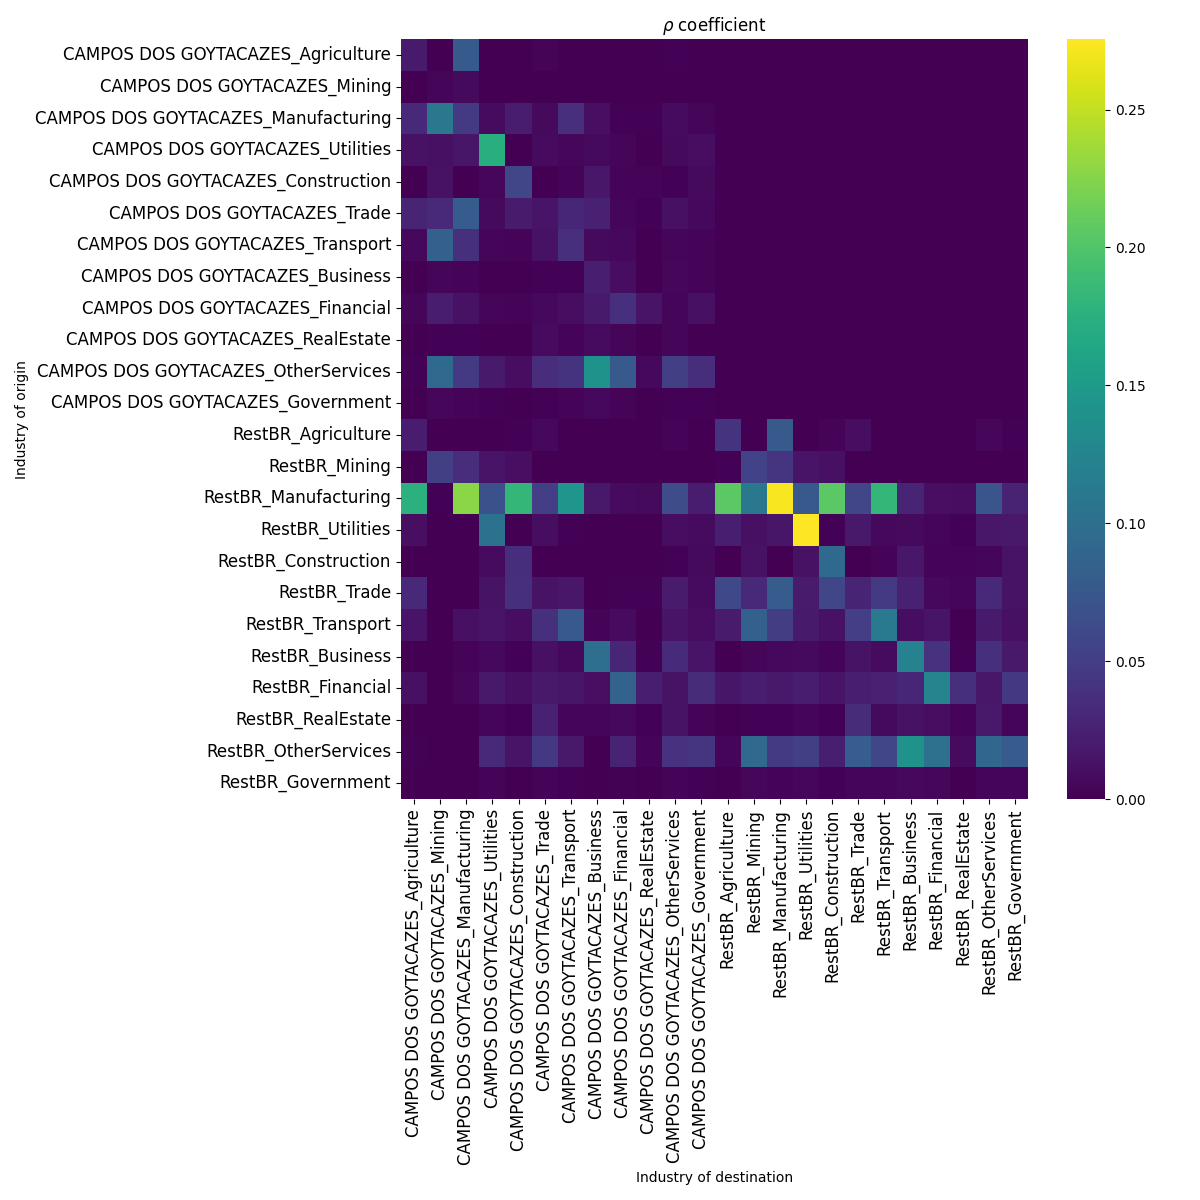 ρ coefficient
CAMPOS DOS GOYTACAZES_Agriculture
CAMPOS DOS GOYTACAZES_Mining
CAMPOS DOS GOYTACAZES_Manufacturing
CAMPOS DOS GOYTACAZES_Utilities
CAMPOS DOS GOYTACAZES_Construction
CAMPOS DOS GOYTACAZES_Trade
CAMPOS DOS GOYTACAZES_Transport
CAMPOS DOS GOYTACAZES_Business
CAMPOS DOS GOYTACAZES_Financial
CAMPOS DOS GOYTACAZES_RealEstate
CAMPOS DOS GOYTACAZES_OtherServices
CAMPOS DOS GOYTACAZES_Government
RestBR_Agriculture
RestBR_Mining
RestBR_Manufacturing
RestBR_Utilities
RestBR_Construction
RestBR_Trade
RestBR_Transport
RestBR_Business
RestBR_Financial
RestBR_RealEstate
RestBR_OtherServices
RestBR_Government
Industry of origin
CAMPOS DOS GOYTACAZES_Agriculture
CAMPOS DOS GOYTACAZES_Mining
CAMPOS DOS GOYTACAZES_Manufacturing
CAMPOS DOS GOYTACAZES_Utilities
CAMPOS DOS GOYTACAZES_Construction
CAMPOS DOS GOYTACAZES_Trade
CAMPOS DOS GOYTACAZES_Transport
CAMPOS DOS GOYTACAZES_Business
CAMPOS DOS GOYTACAZES_Financial
CAMPOS DOS GOYTACAZES_RealEstate
CAMPOS DOS GOYTACAZES_OtherServices
CAMPOS DOS GOYTACAZES_Government
RestBR_Agriculture
RestBR_Mining
RestBR_Manufacturing
RestBR_Utilities
RestBR_Construction
RestBR_Trade
RestBR_Transport
RestBR_Business
RestBR_Financial
RestBR_RealEstate
RestBR_OtherServices
RestBR_Government
Industry of destination
0.25
0.20
0.15
0.10
0.05
0.00